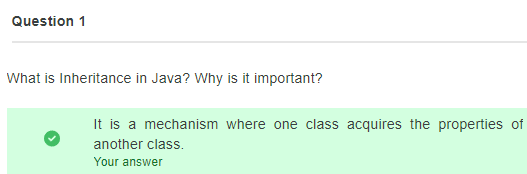 Question 1
What is Inheritance in Java? Why is it important?
It is a mechanism where one class acquires the properties of
another class.
Your answer